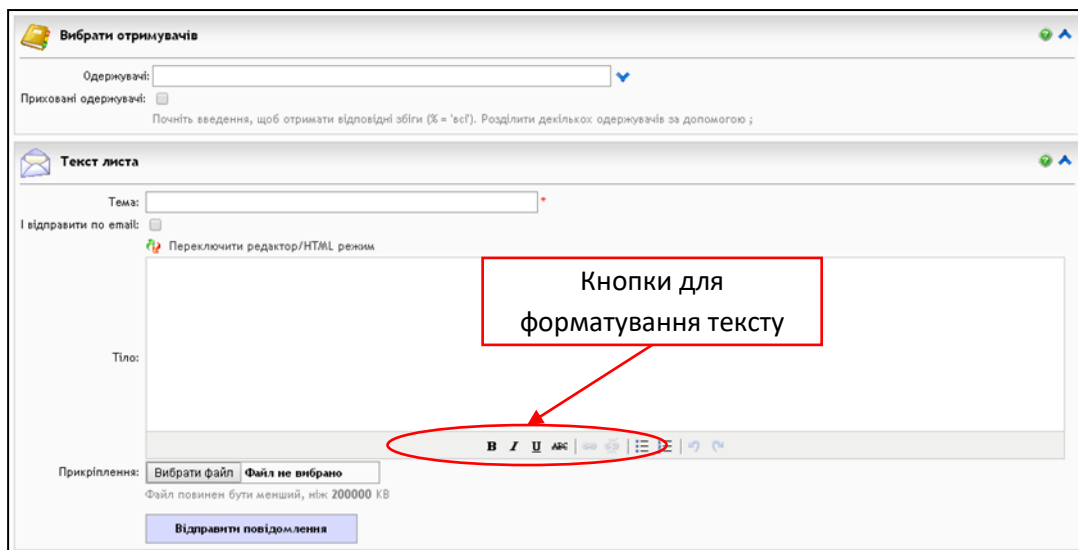 Вибрати отримувачів
Одержувачі:
Приховані одержувачі:
Почніть введення, щоб отримати відповідні збіги (% = 'всі'). Розділити декількох одержувачів за допомогою ;
Текст листа
Тема: *
І відправити по email:
Переключити редактор/HTML режим
Кнопки для
форматування тексту
Тіло:
B I U ABC
Прикріплення: Вибрати файл Файл не вибрано
Файл повинен бути менший, ніж 200000 KB
Відправити повідомлення